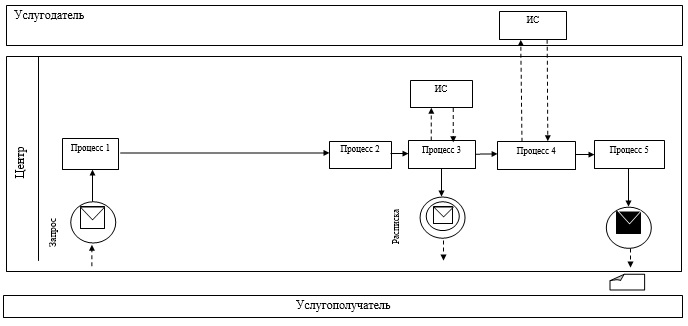 Услугодатель
ИС
ИС
Центр
Процесс 1
Процесс 2
Процесс 3
Процесс 4
Процесс 5
Запрос
Расписка
Услугополучатель